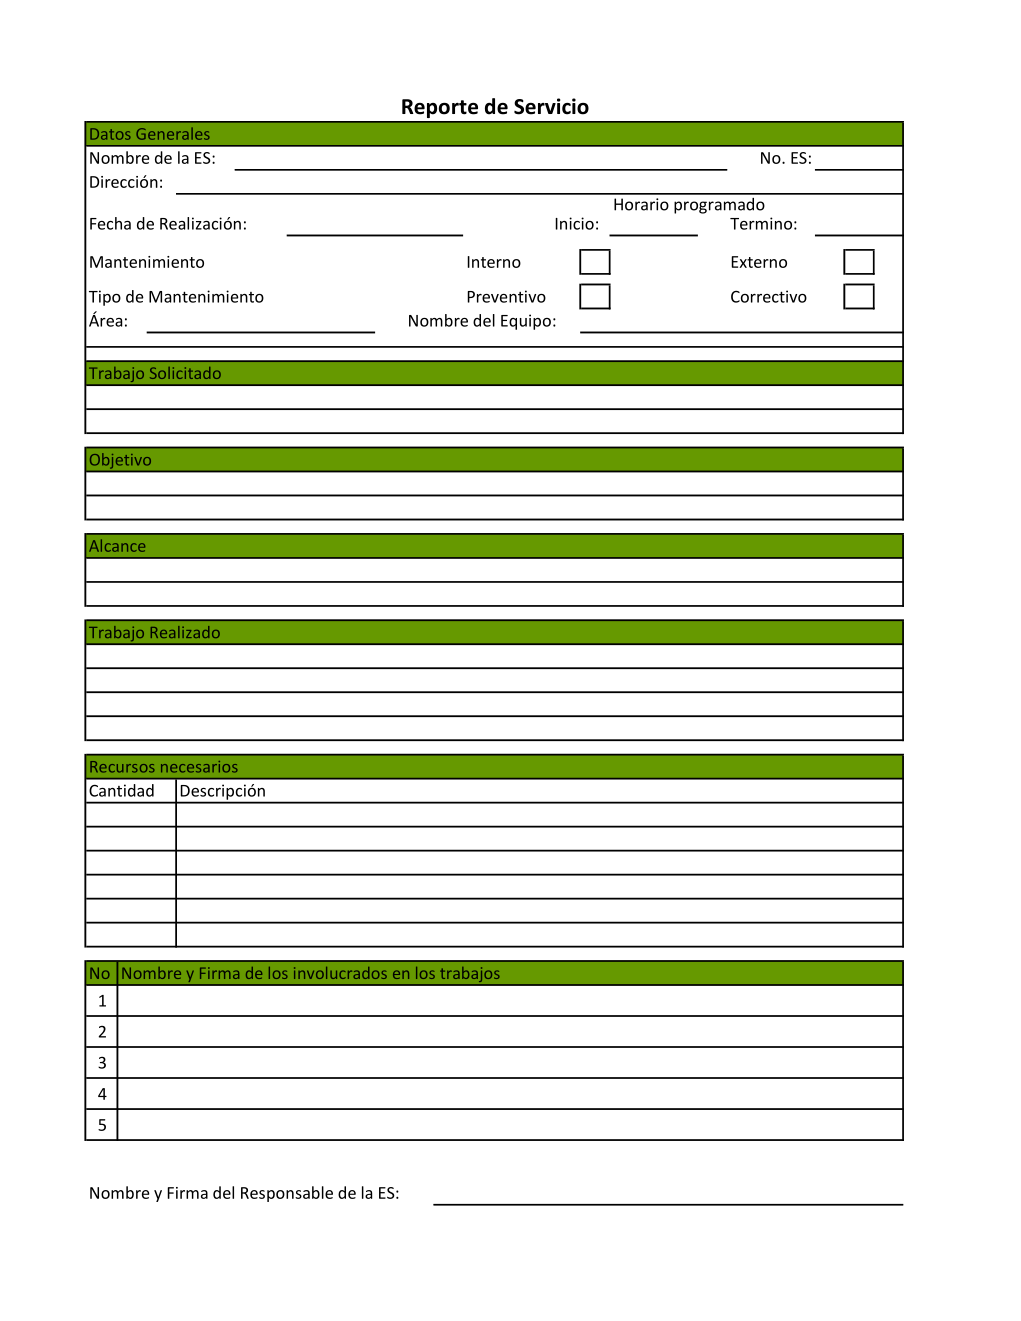 Reporte de Servicio
Datos Generales
Nombre de la ES: No. ES:
Dirección:
Horario programado
Fecha de Realización: Inicio: Termino:
Mantenimiento Interno Externo
Tipo de Mantenimiento Preventivo Correctivo
Área: Nombre del Equipo:
Trabajo Solicitado
Objetivo
Alcance
Trabajo Realizado
Recursos necesarios
Cantidad Descripción
No Nombre y Firma de los involucrados en los trabajos
1
2
3
4
5
Nombre y Firma del Responsable de la ES: